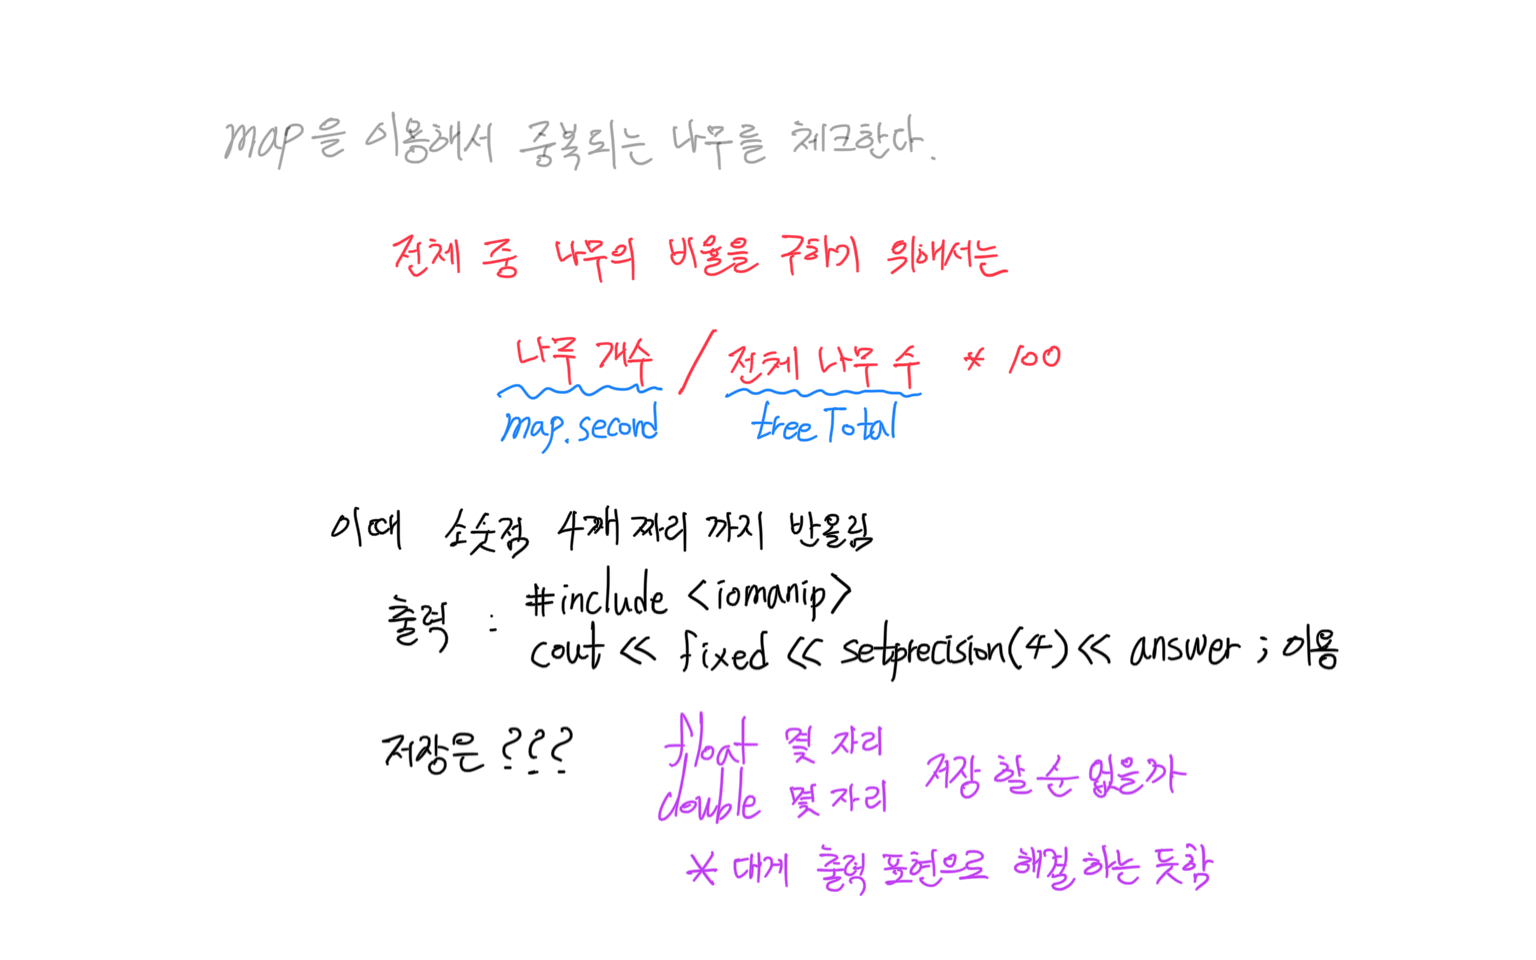 map을 이용해서 중복되는 나무를 체크한다.
전체 중 나무의 비율을 구하기 위해서는
나무 개수 / 전체 나무 수 * 100
map.second treeTotal
이때 소숫점 4째 짜리 까지 반올림
출력 : #include <iomanip>
cout << fixed << setprecision(4) << answer ; 이용
저장은 ??? float 몇 자리
double 몇 자리 저장 할 순 없을까
* 대게 출력 표현으로 해결 하는 듯함